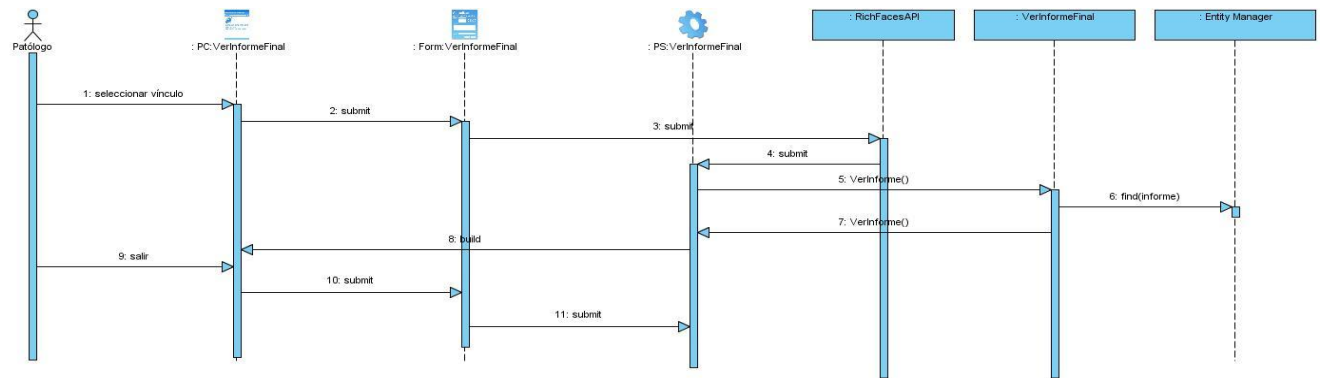 : RichFacesAPI
: VerInformeFinal
: Entity Manager
Patólogo
: PC:VerInformeFinal
: Form:VerInformeFinal
: PS:VerInformeFinal
1: seleccionar vínculo
2: submit
3: submit
4: submit
5: VerInforme()
6: find(informe)
7: VerInforme()
8: build
9: salir
10: submit
11: submit